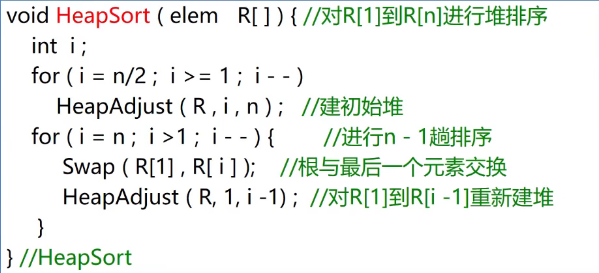 void HeapSort ( elem R[ ] ) { //对R[1]到R[n]进行堆排序
int i ;
for ( i = n/2 ; i >= 1 ; i - - )
HeapAdjust ( R , i , n ) ; //建初始堆
for ( i = n ; i >1 ; i - - ) { //进行n - 1趟排序
Swap ( R[1] , R[ i ] ); //根与最后一个元素交换
HeapAdjust ( R, 1, i -1) ; //对R[1]到R[i -1]重新建堆
}
} //HeapSort